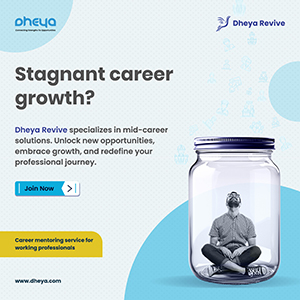 DHEYA
Connecting Changers to Opportunities
Dheya Revive
Stagnant career
growth?
Dheya Revive specializes in mid-career
solutions. Unlock new opportunities,
embrace growth, and redefine your
professional journey.
Join Now
Career mentoring service for
working professionals
www.dheya.com